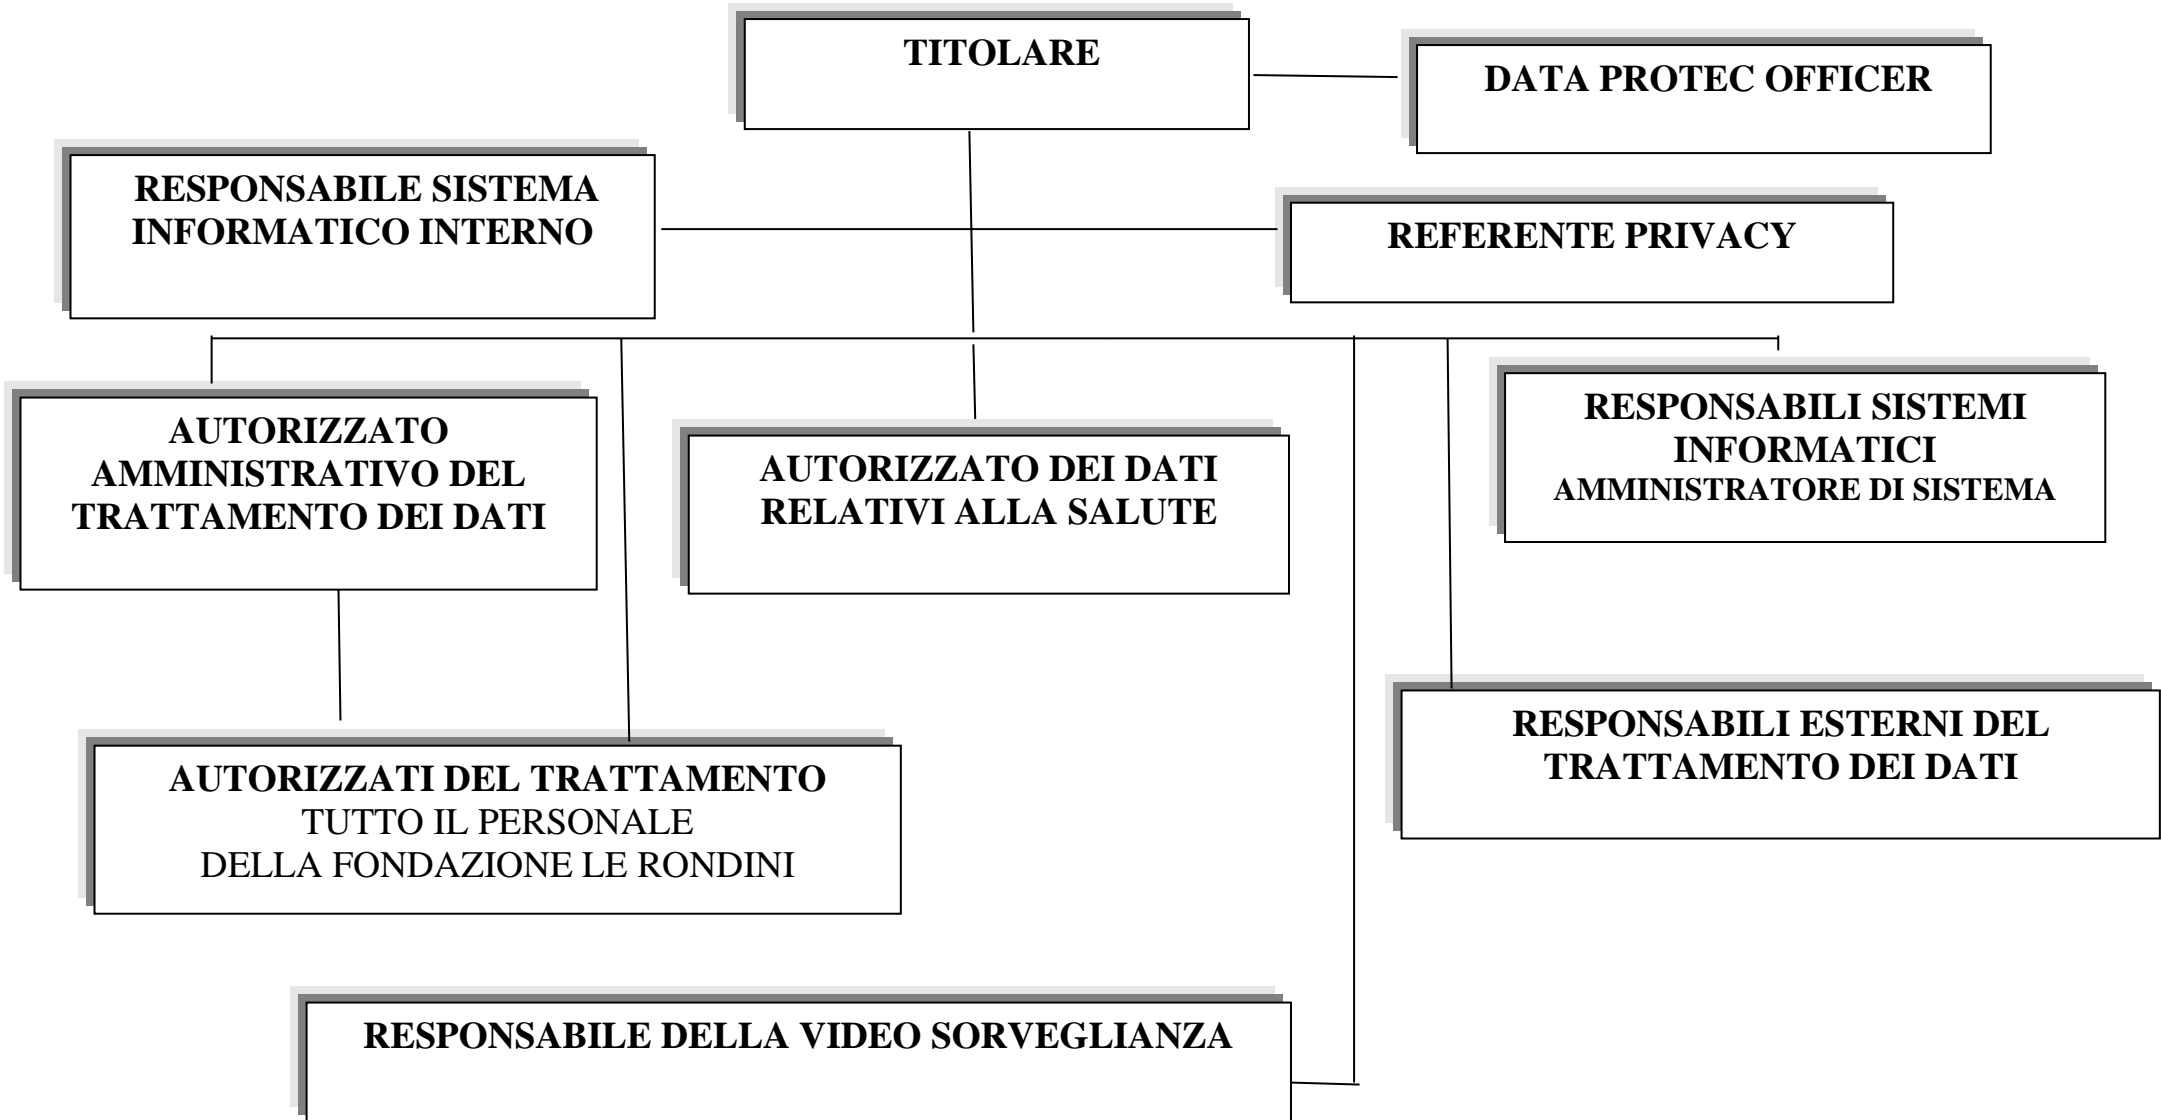 TITOLARE
DATA PROTEC OFFICER
RESPONSABILE SISTEMA
INFORMATICO INTERNO
REFERENTE PRIVACY
AUTORIZZATO
AMMINISTRATIVO DEL
TRATTAMENTO DEI DATI
AUTORIZZATO DEI DATI
RELATIVI ALLA SALUTE
RESPONSABILI SISTEMI
INFORMATICI
AMMINISTRATORE DI SISTEMA
AUTORIZZATI DEL TRATTAMENTO
TUTTO IL PERSONALE
DELLA FONDAZIONE LE RONDINI
RESPONSABILI ESTERNI DEL
TRATTAMENTO DEI DATI
RESPONSABILE DELLA VIDEO SORVEGLIANZA